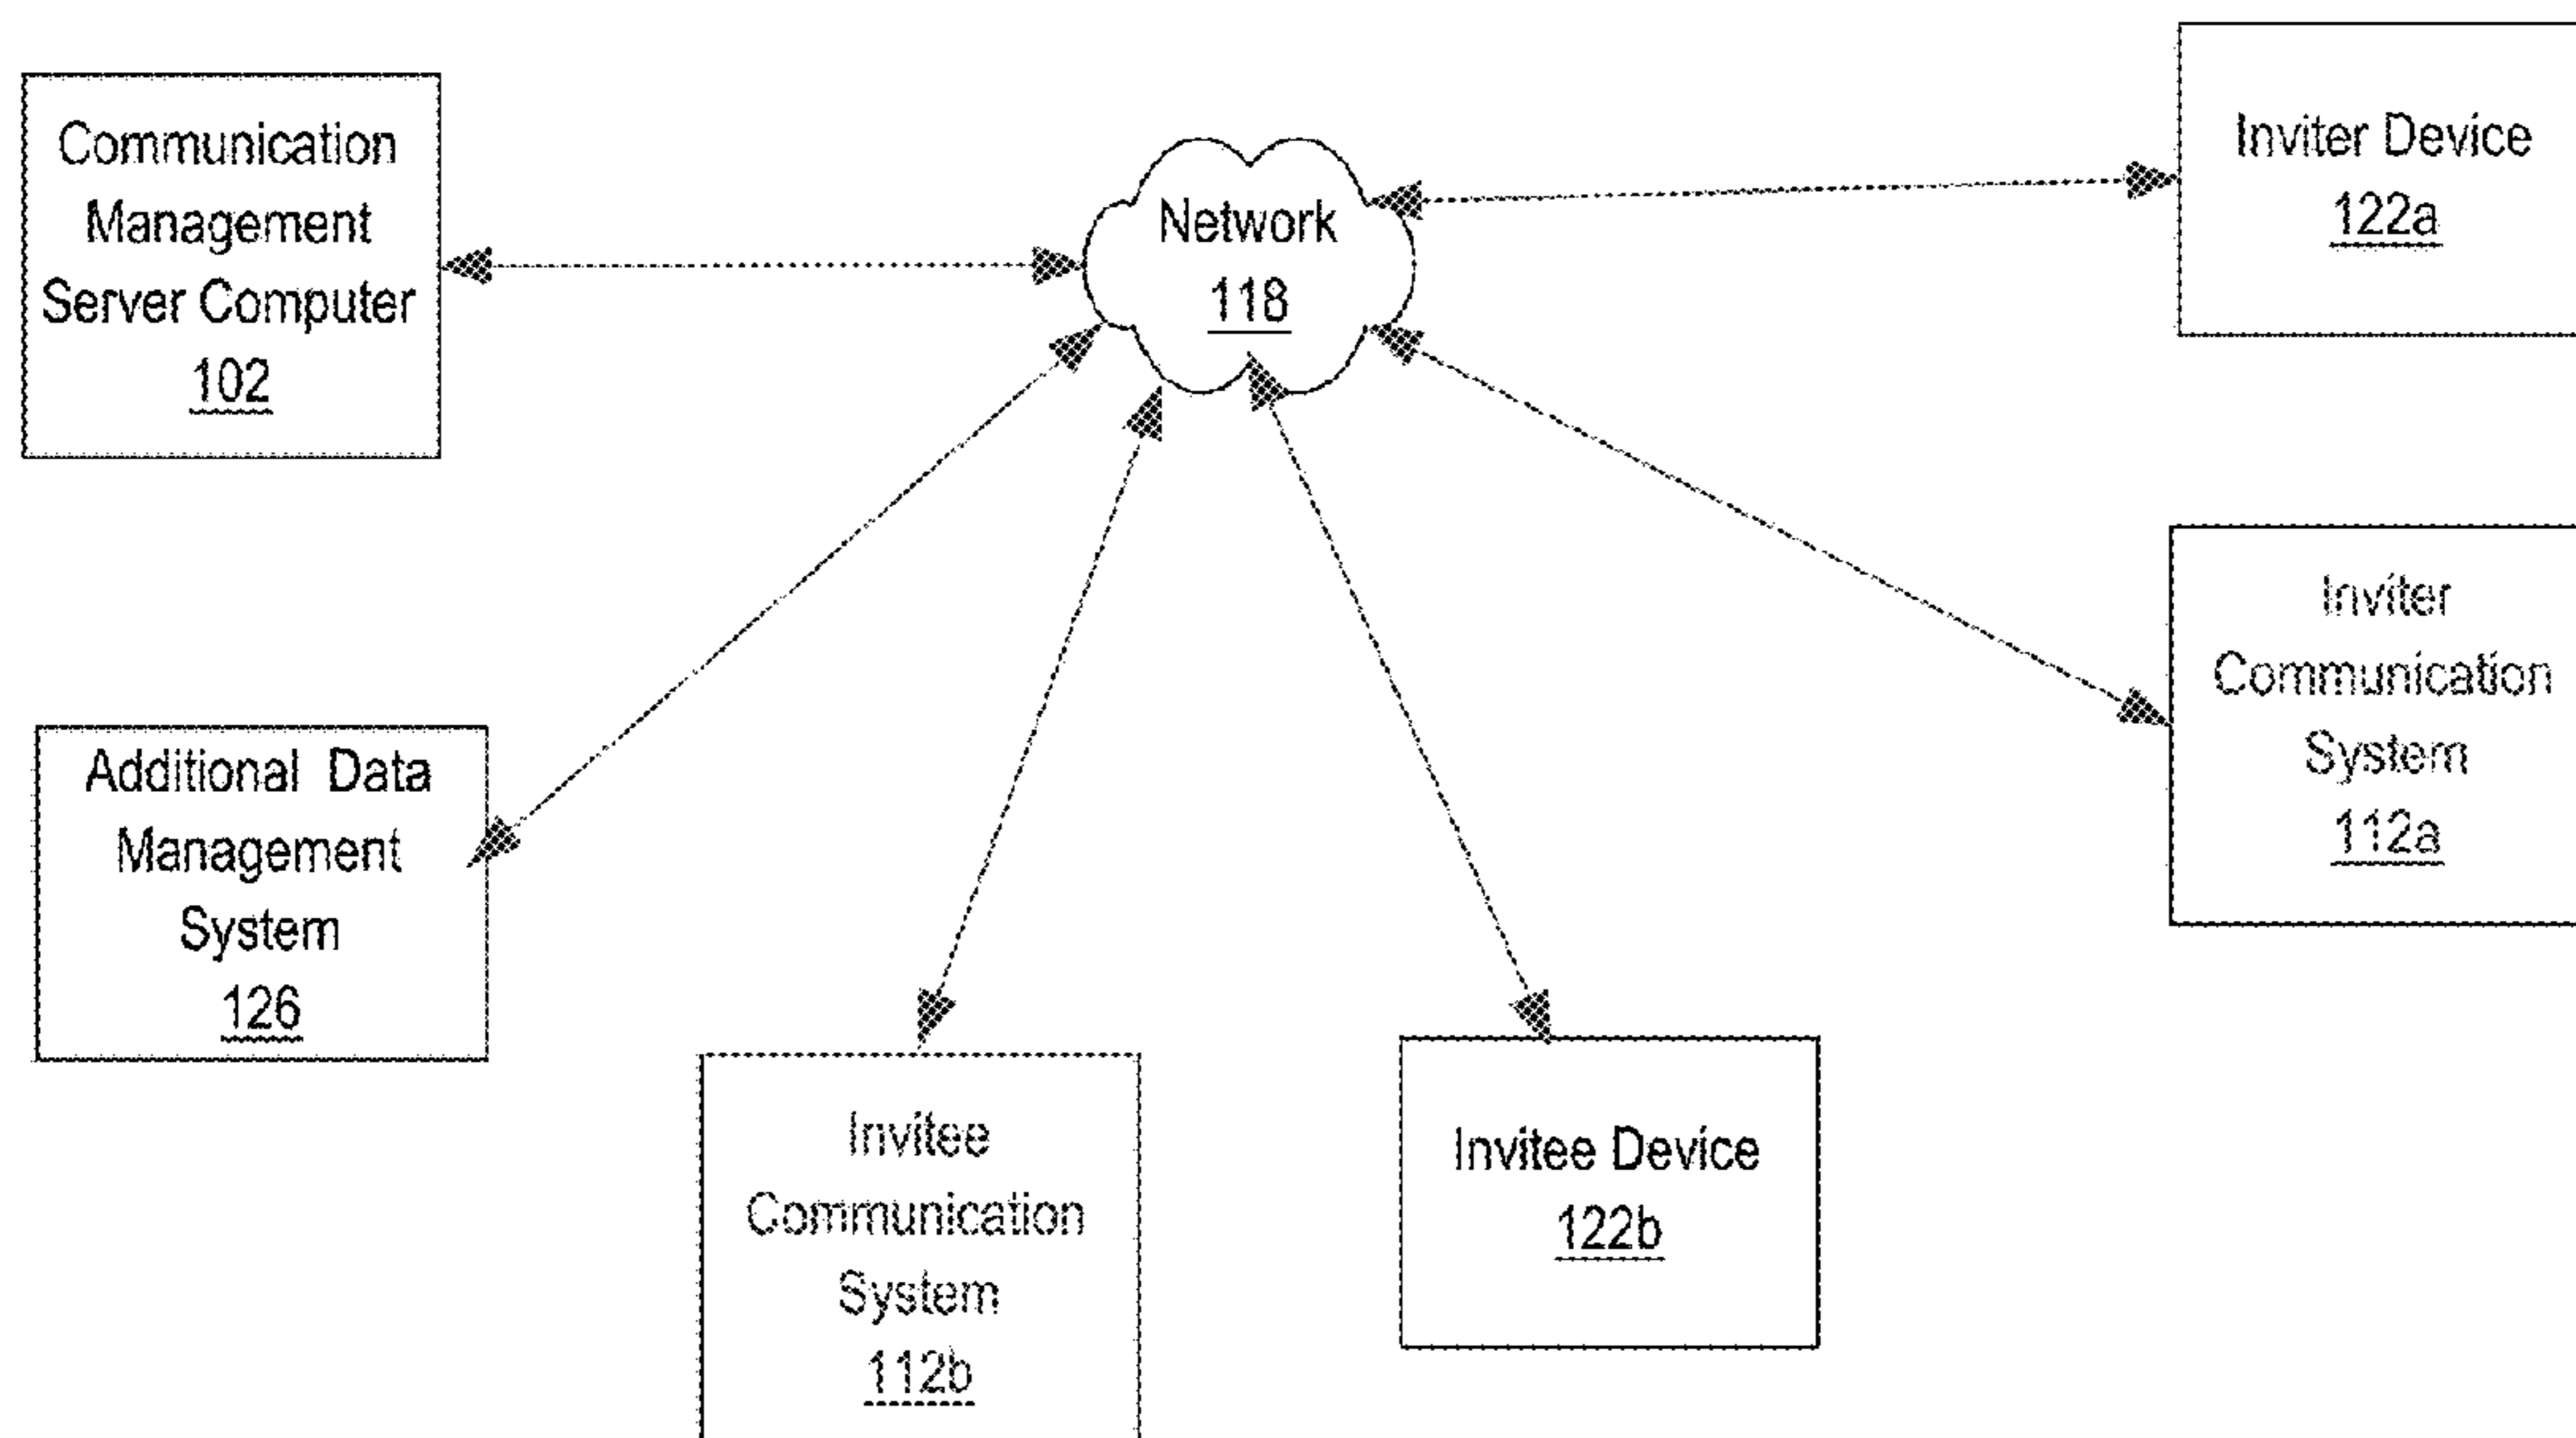 Communication
Management
Server Computer
102
Network
118
Inviter Device
122a
Inviter
Communication
System
112a
Additional Data
Management
System
126
Invitee
Communication
System
112b
Invitee Device
122b